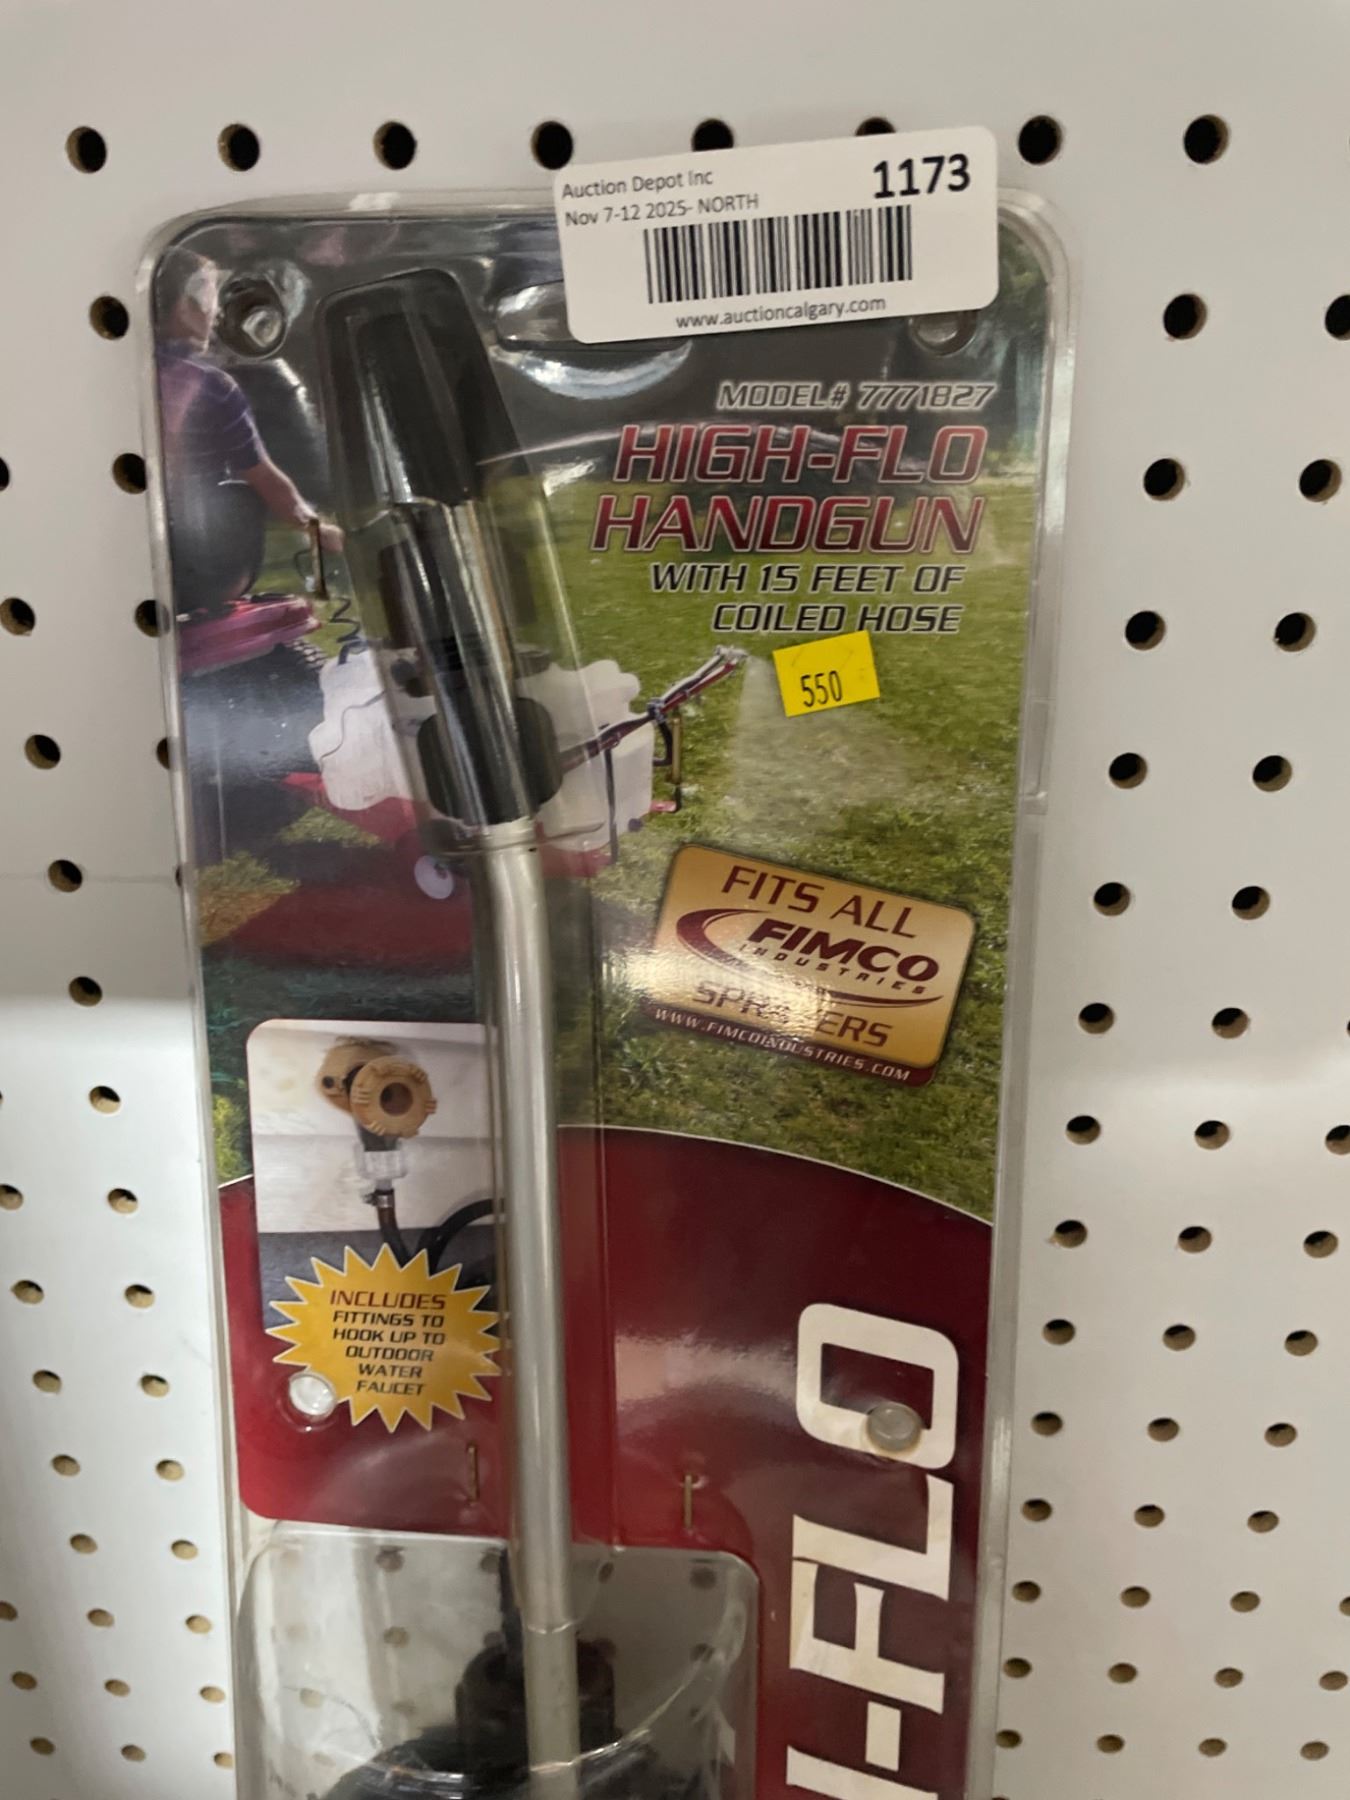 Auction Depot Inc
1173
Nov 7-12 2025- NORTH
www.auctioncalgary.com
MODEL# 7771827
HIGH-FLO
HANDGUN
WITH 15 FEET OF
COILED HOSE
550
FITS ALL
FIMCO
INDUSTRIES
SPRAYERS
WWW.FIMCOINDUSTRIES.COM
INCLUDES
FITTINGS TO
HOOK UP TO
OUTDOOR
WATER
FAUCET
-FLO